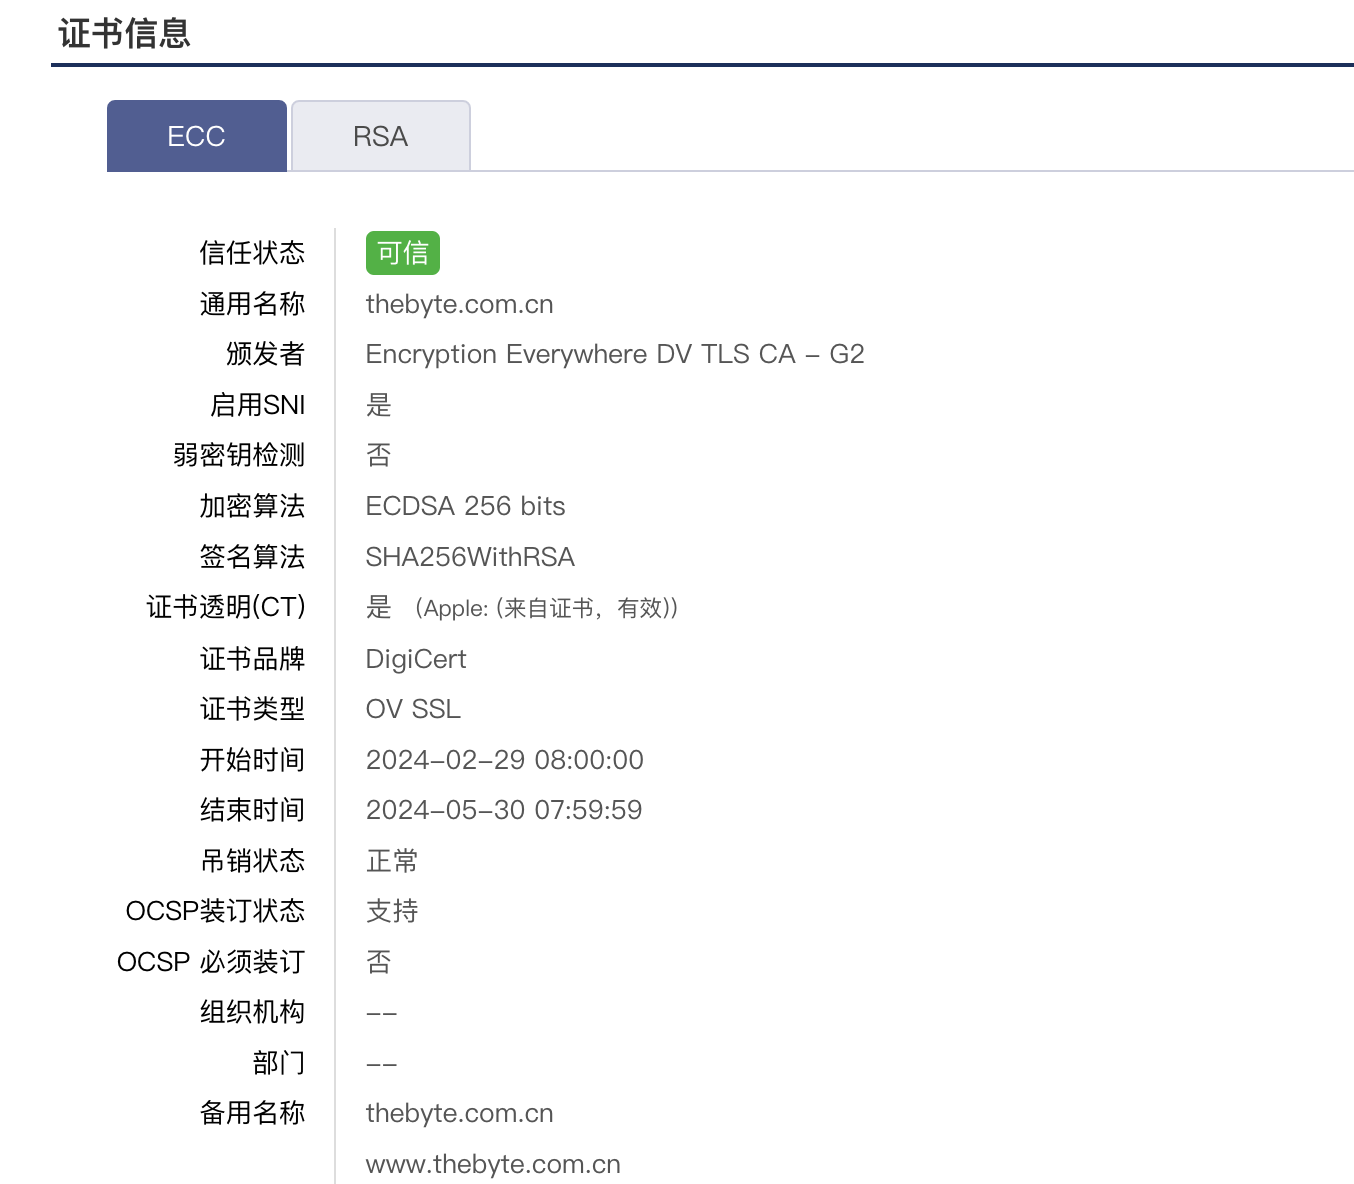 证书信息
ECC RSA
信任状态 可信
通用名称 thebyte.com.cn
颁发者 Encryption Everywhere DV TLS CA - G2
启用SNI 是
弱密钥检测 否
加密算法 ECDSA 256 bits
签名算法 SHA256WithRSA
证书透明(CT) 是 (Apple: (来自证书，有效))
证书品牌 DigiCert
证书类型 OV SSL
开始时间 2024-02-29 08:00:00
结束时间 2024-05-30 07:59:59
吊销状态 正常
OCSP装订状态 支持
OCSP 必须装订 否
组织机构 --
部门 --
备用名称 thebyte.com.cn
www.thebyte.com.cn